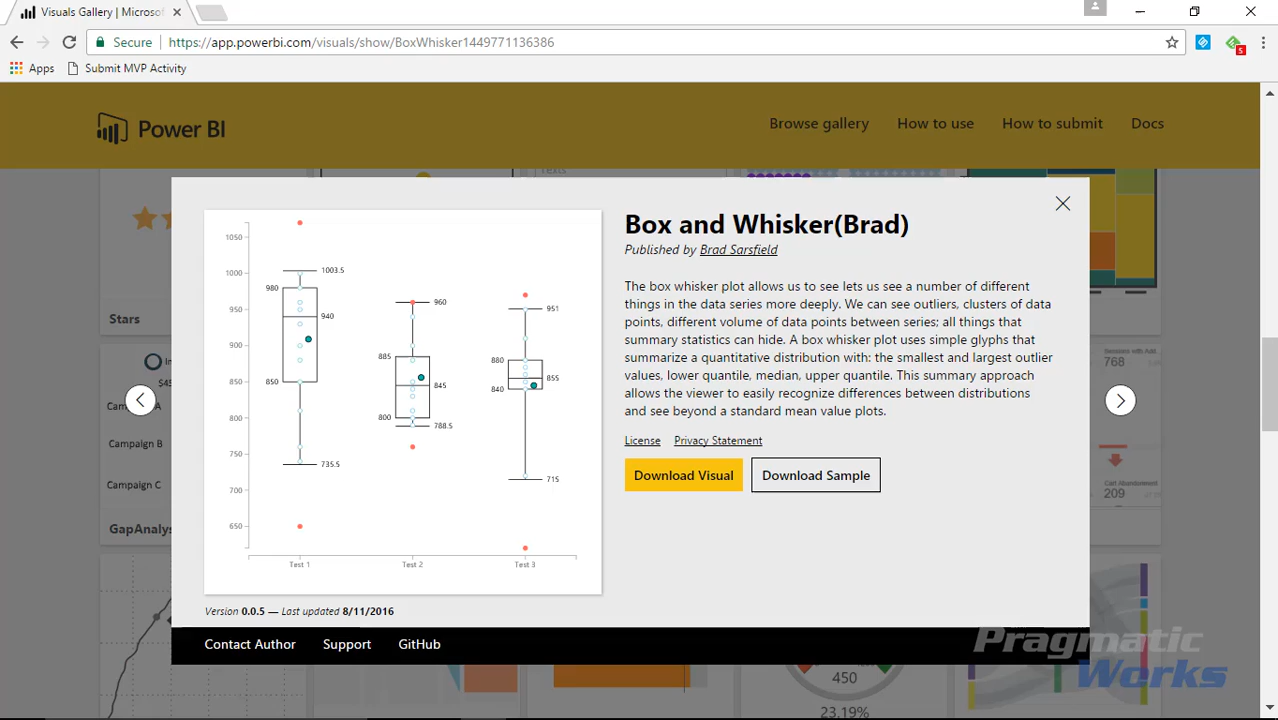 Visuals Gallery | Microsof
Secure
https://app.powerbi.com/visuals/show/BoxWhisker1449771136386
5
Apps
Submit MVP Activity
Power BI
Browse gallery
How to use
How to submit
Docs
Texts
Stars
Campaign B
Campaign C
GapAnalys
1050
1000
950
900
850
800
750
700
650
1003.5
980
940
850
735.5
960
885
845
800
788.5
951
880
855
840
715
Test 1
Test 2
Test 3
Box and Whisker(Brad)
Published by Brad Sarsfield
The box whisker plot allows us to see lets us see a number of different
things in the data series more deeply. We can see outliers, clusters of data
points, different volume of data points between series; all things that
summary statistics can hide. A box whisker plot uses simple glyphs that
summarize a quantitative distribution with: the smallest and largest outlier
values, lower quantile, median, upper quantile. This summary approach
allows the viewer to easily recognize differences between distributions
and see beyond a standard mean value plots.
License
Privacy Statement
Download Visual
Download Sample
Version 0.0.5 — Last updated 8/11/2016
Contact Author
Support
GitHub
Sessions with Add.
768
Cart Abandonment
209
450
23.19%
Pragmatic
Works